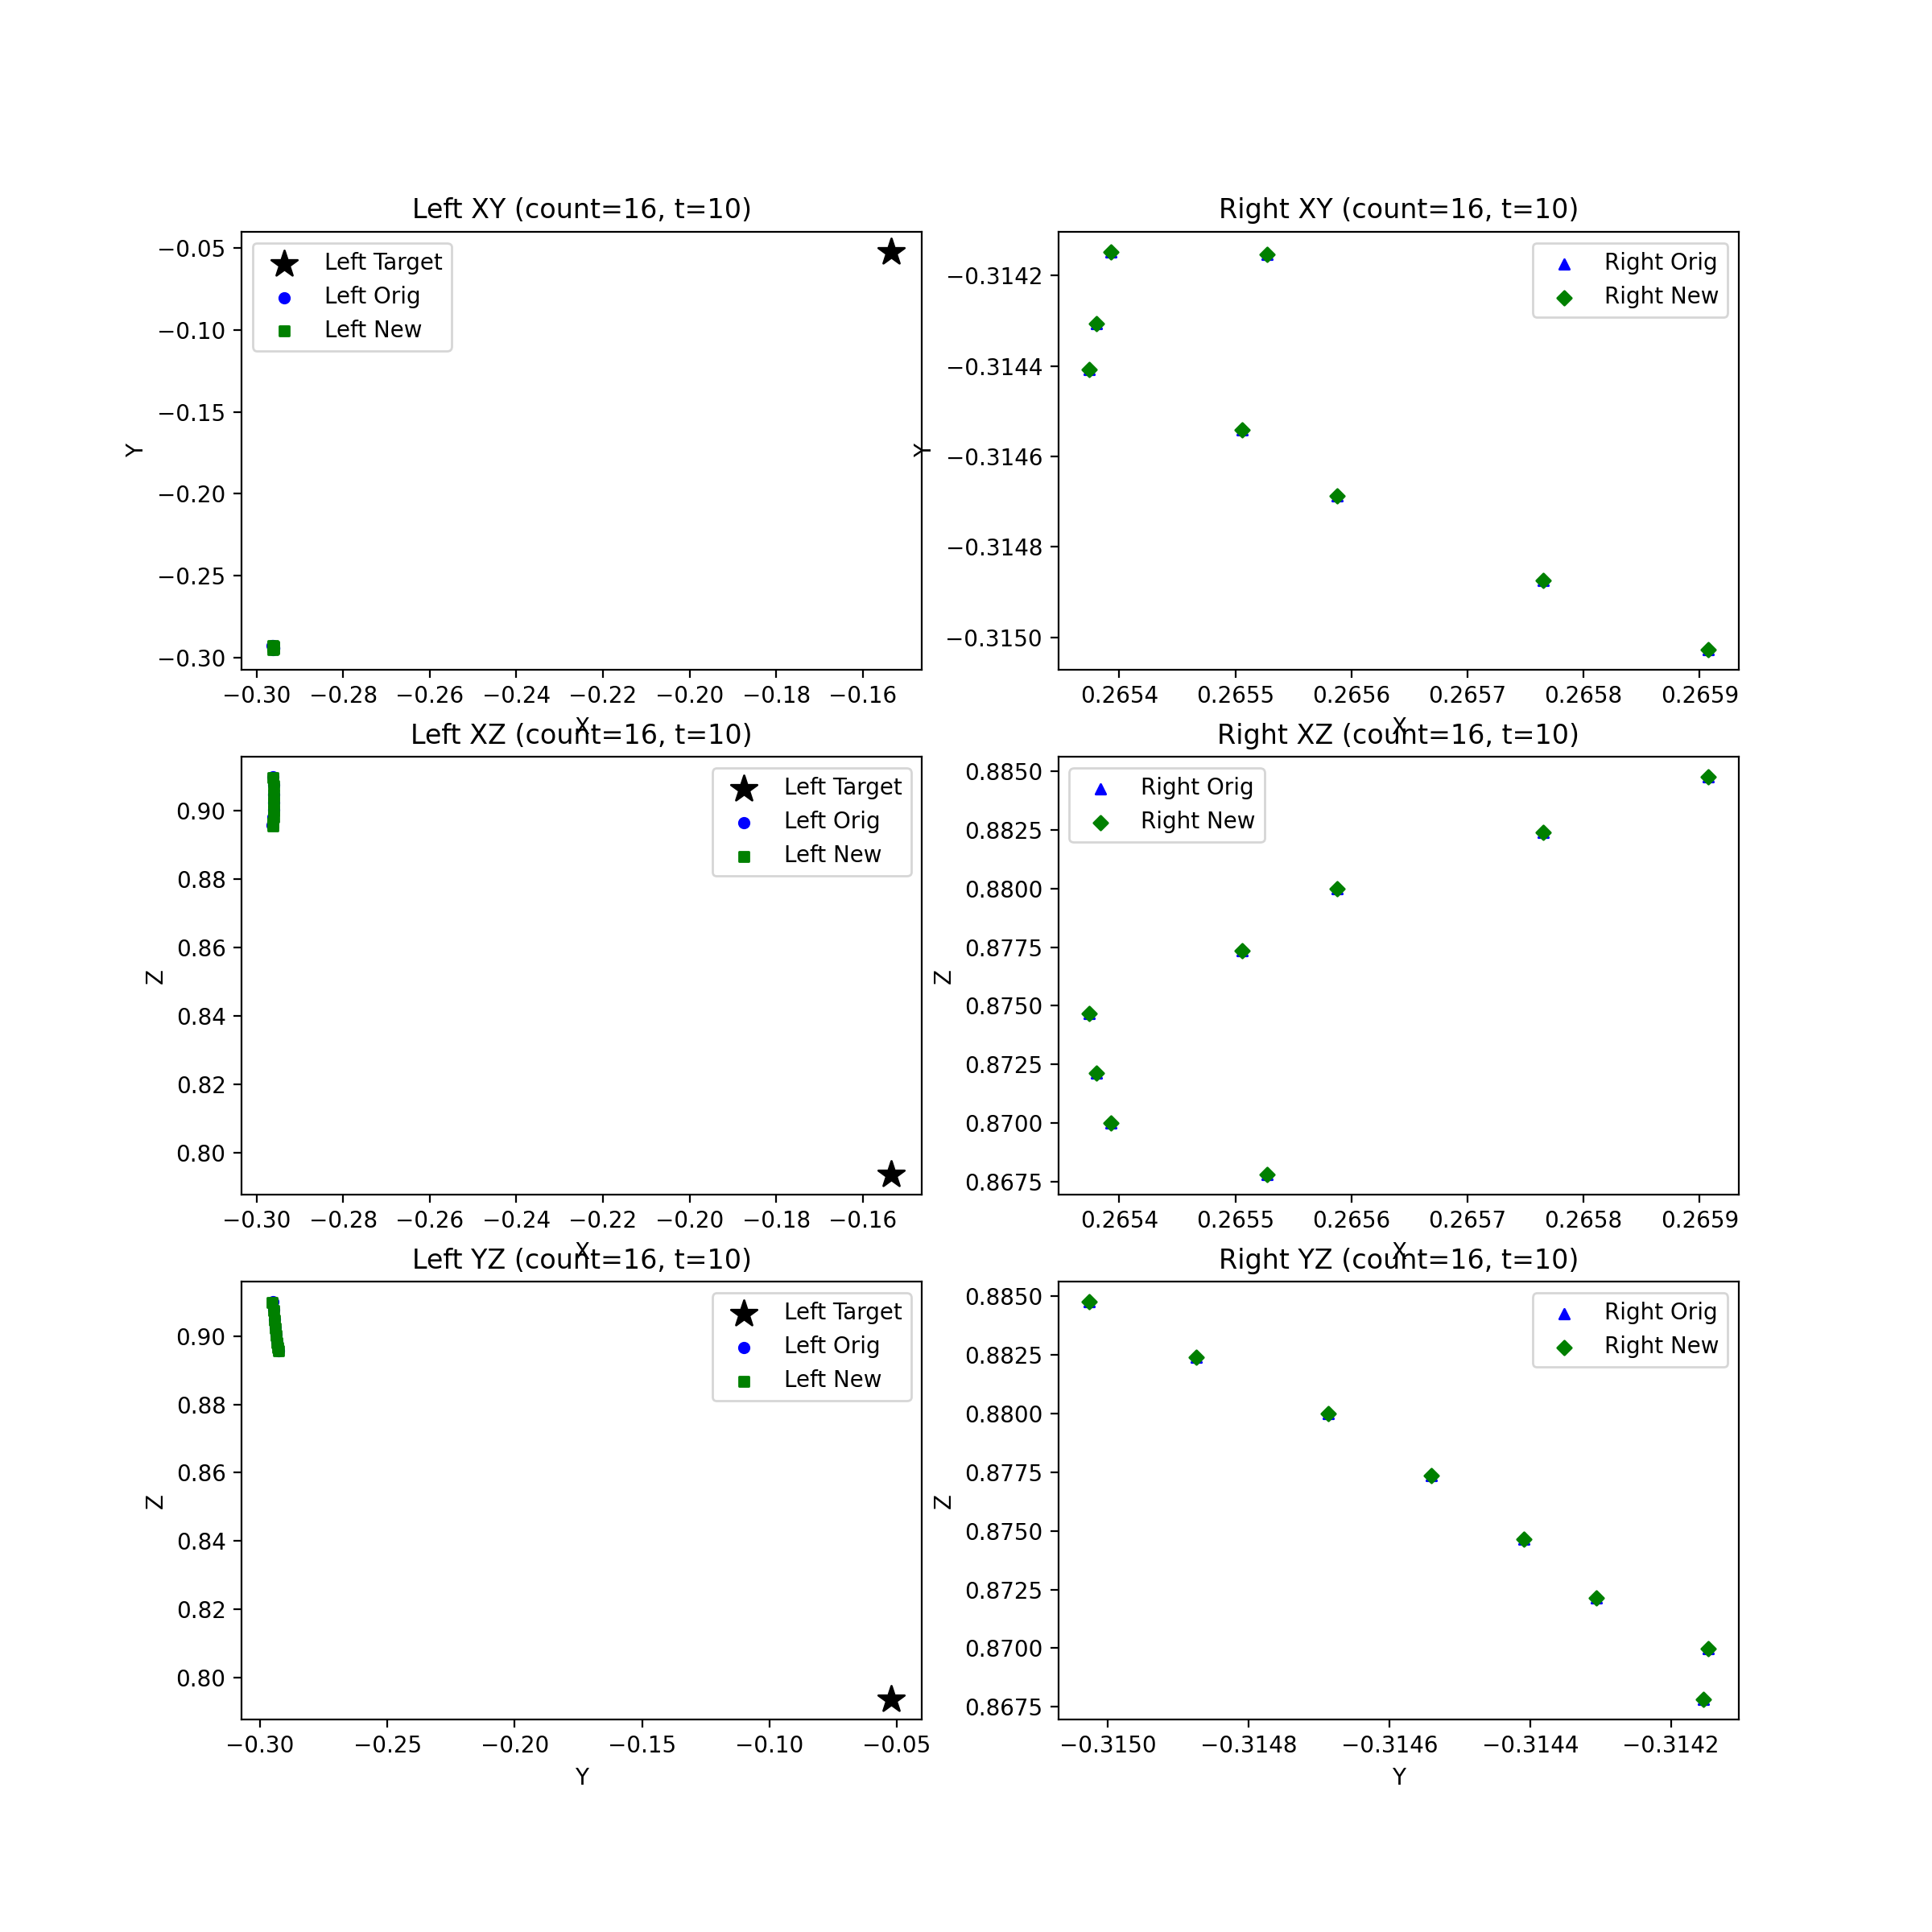 Left XY (count=16, t=10)
−0.05
−0.10
−0.15
−0.20
−0.25
−0.30
Y
Left Target
Left Orig
Left New
−0.30 −0.28 −0.26 −0.24 −0.22 −0.20 −0.18 −0.16
X
Right XY (count=16, t=10)
−0.3142
−0.3144
−0.3146
−0.3148
−0.3150
Y
Right Orig
Right New
0.2654 0.2655 0.2656 0.2657 0.2658 0.2659
X
Left XZ (count=16, t=10)
0.90
0.88
0.86
0.84
0.82
0.80
Z
Left Target
Left Orig
Left New
−0.30 −0.28 −0.26 −0.24 −0.22 −0.20 −0.18 −0.16
X
Right XZ (count=16, t=10)
0.8850
0.8825
0.8800
0.8775
0.8750
0.8725
0.8700
0.8675
Z
Right Orig
Right New
0.2654 0.2655 0.2656 0.2657 0.2658 0.2659
X
Left YZ (count=16, t=10)
0.90
0.88
0.86
0.84
0.82
0.80
Z
Left Target
Left Orig
Left New
−0.30 −0.25 −0.20 −0.15 −0.10 −0.05
Y
Right YZ (count=16, t=10)
0.8850
0.8825
0.8800
0.8775
0.8750
0.8725
0.8700
0.8675
Z
Right Orig
Right New
−0.3150 −0.3148 −0.3146 −0.3144 −0.3142
Y